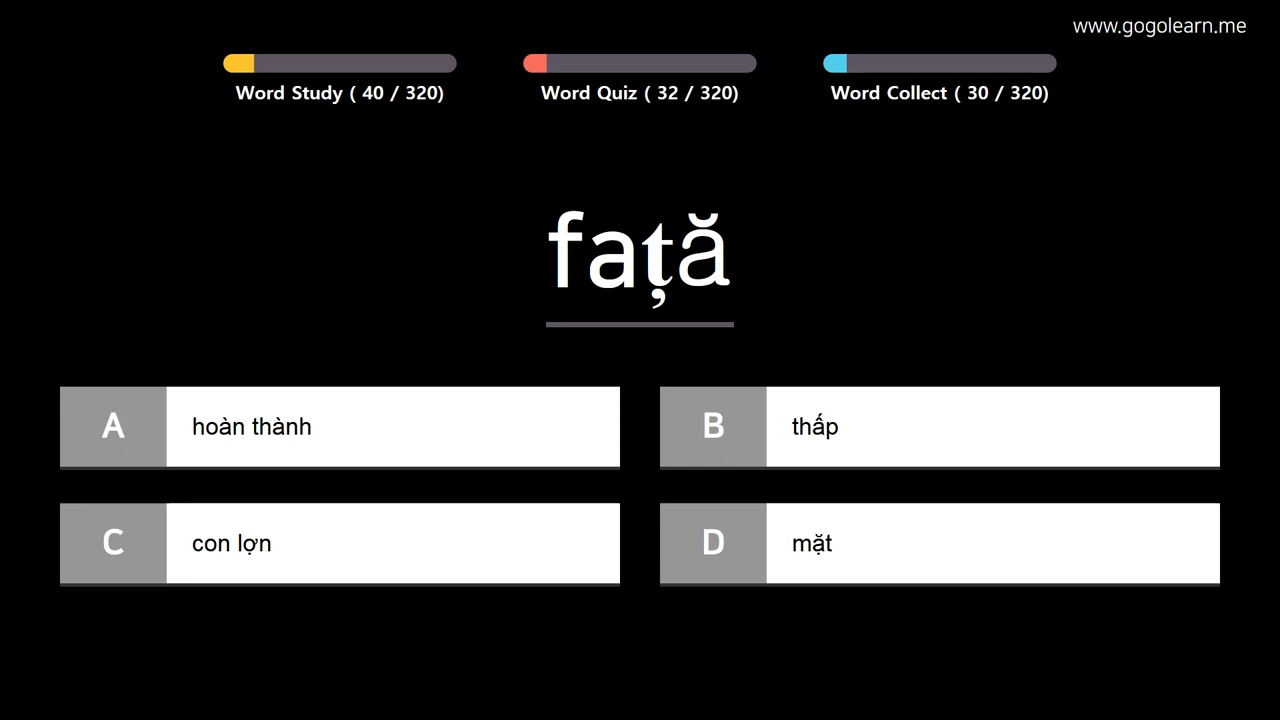 www.gogolearn.me
Word Study ( 40 / 320)
Word Quiz ( 32 / 320)
Word Collect ( 30 / 320)
față
A hoàn thành
B thấp
C con lợn
D mặt